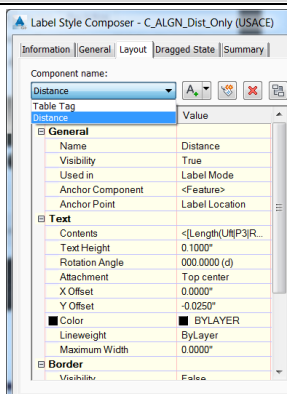 Label Style Composer - C_ALGN_Dist_Only (USACE)
Information General Layout Dragged State Summary
Component name:
Distance
Table Tag
Distance
Value
General
Name Distance
Visibility True
Used in Label Mode
Anchor Component <Feature>
Anchor Point Label Location
Text
Contents <[Length(Uft|P3|R...
Text Height 0.1000"
Rotation Angle 000.0000 (d)
Attachment Top center
X Offset 0.0000"
Y Offset -0.0250"
Color BYLAYER
Lineweight ByLayer
Maximum Width 0.0000"
Border
Visibility False